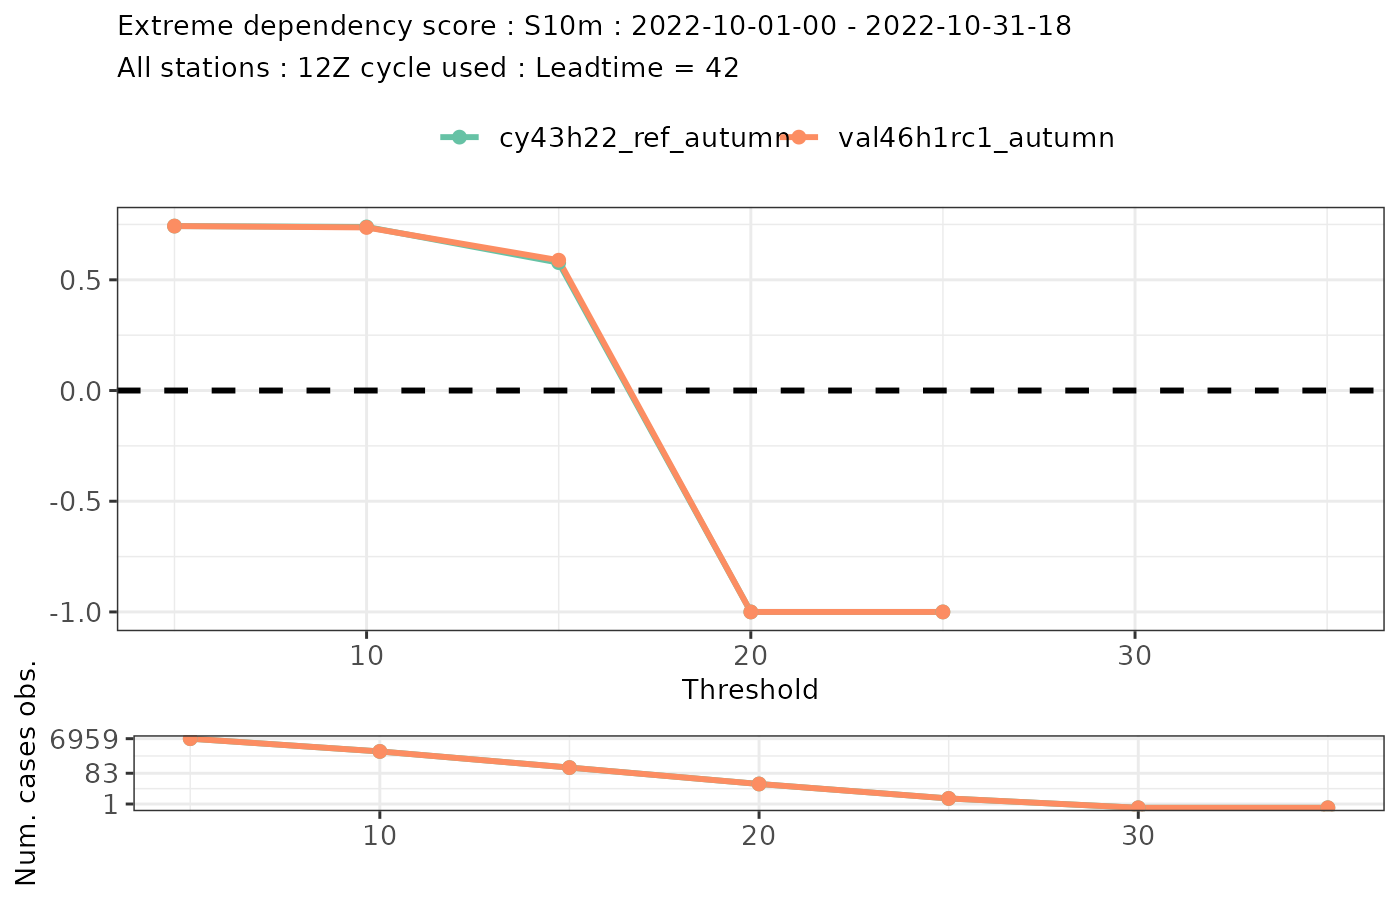 Extreme dependency score : S10m : 2022-10-01-00 - 2022-10-31-18
All stations : 12Z cycle used : Leadtime = 42
cy43h22_ref_autumn val46h1rc1_autumn
0.5
0.0
-0.5
-1.0
10 20 30
Threshold
Num. cases obs.
6959
83
1
10 20 30